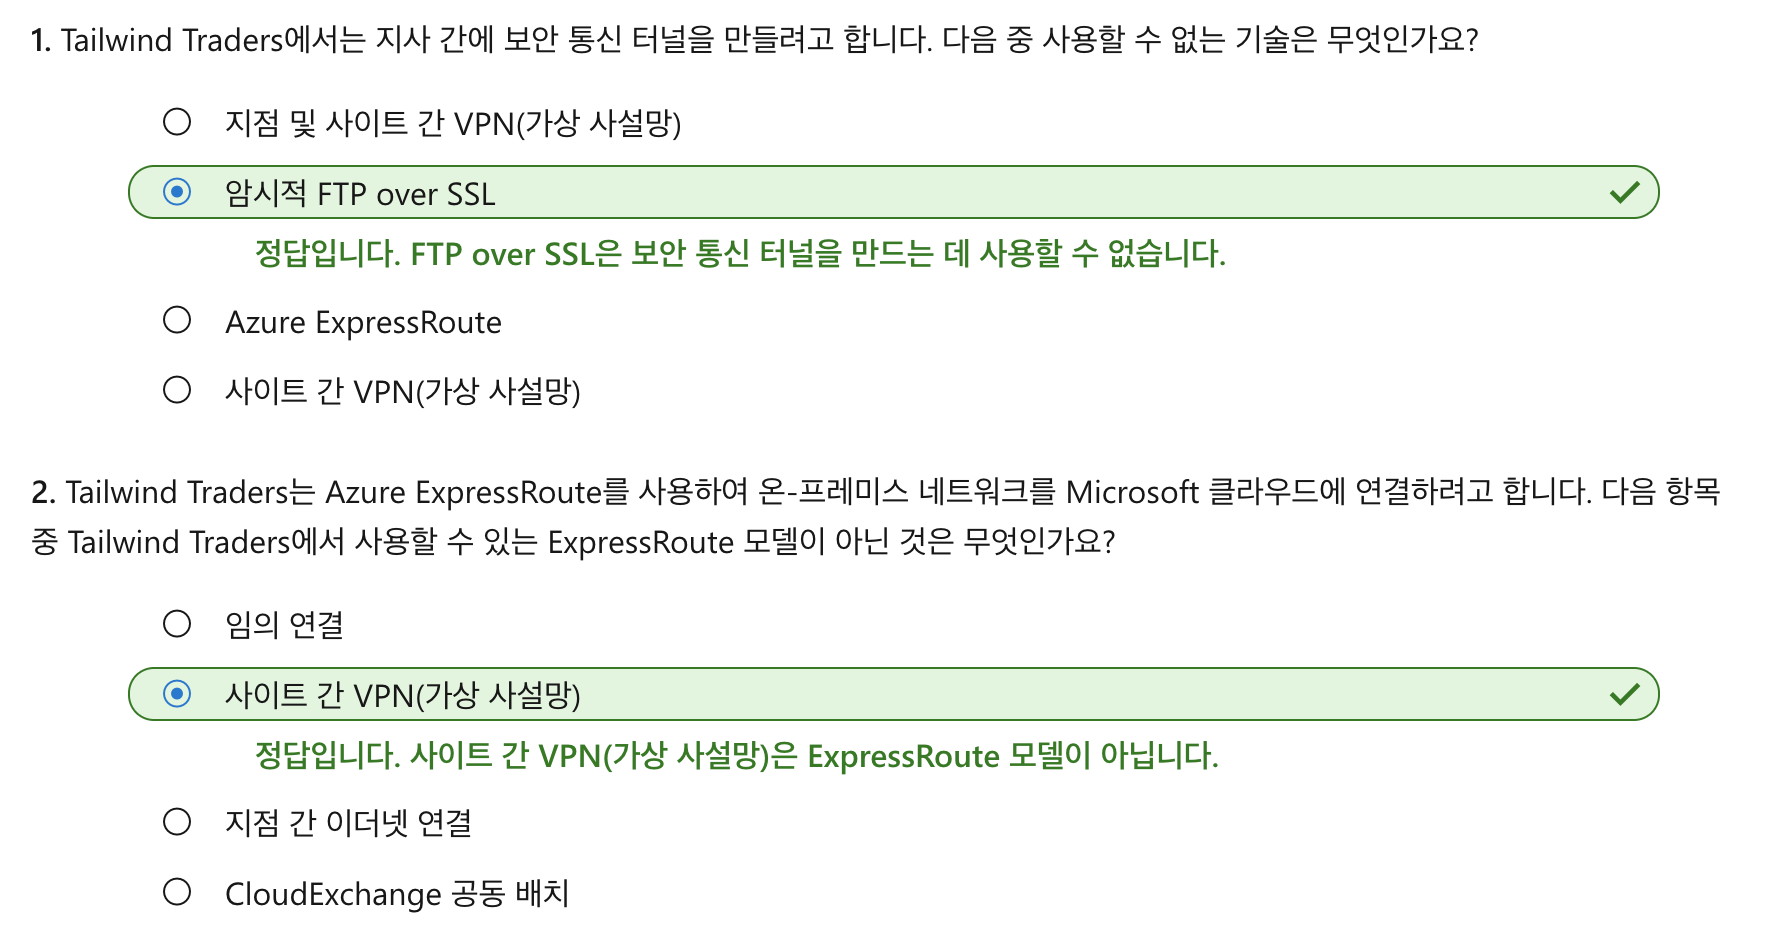 1. Tailwind Traders에서는 지사 간에 보안 통신 터널을 만들려고 합니다. 다음 중 사용할 수 없는 기술은 무엇인가요?
지점 및 사이트 간 VPN(가상 사설망)
암시적 FTP over SSL
정답입니다. FTP over SSL은 보안 통신 터널을 만드는 데 사용할 수 없습니다.
Azure ExpressRoute
사이트 간 VPN(가상 사설망)
2. Tailwind Traders는 Azure ExpressRoute를 사용하여 온-프레미스 네트워크를 Microsoft 클라우드에 연결하려고 합니다. 다음 항목
중 Tailwind Traders에서 사용할 수 있는 ExpressRoute 모델이 아닌 것은 무엇인가요?
임의 연결
사이트 간 VPN(가상 사설망)
정답입니다. 사이트 간 VPN(가상 사설망)은 ExpressRoute 모델이 아닙니다.
지점 간 이더넷 연결
CloudExchange 공동 배치